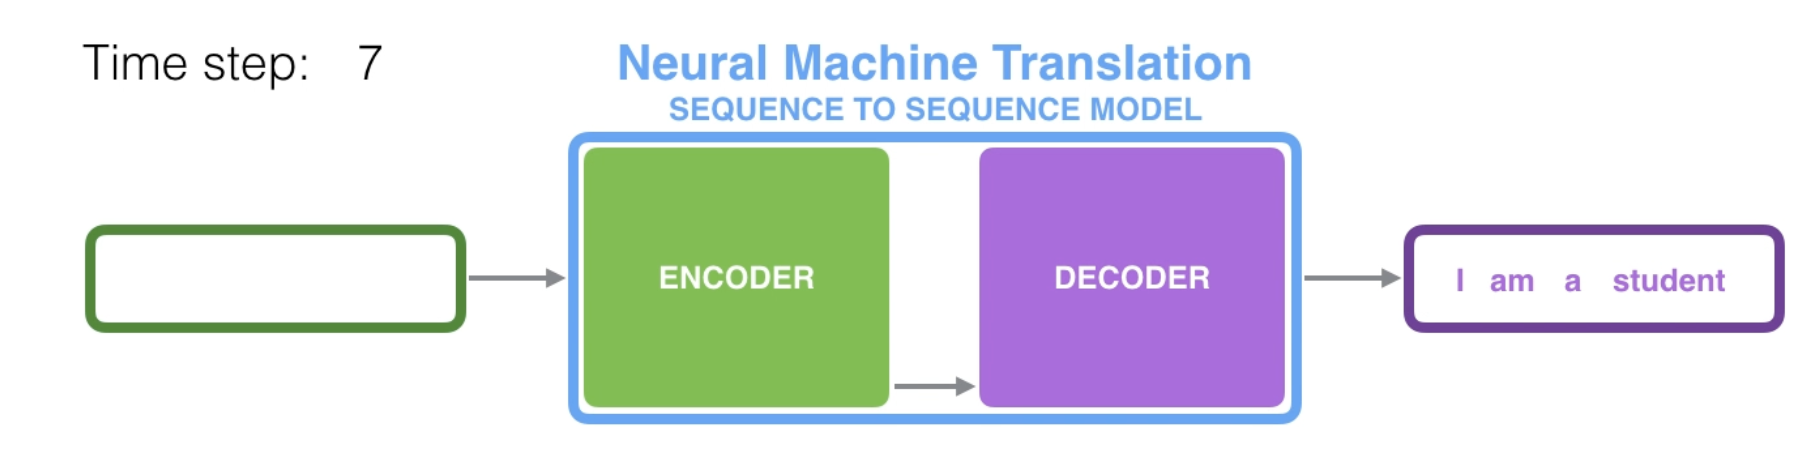 Time step: 7
Neural Machine Translation
SEQUENCE TO SEQUENCE MODEL
ENCODER
DECODER
I am a student